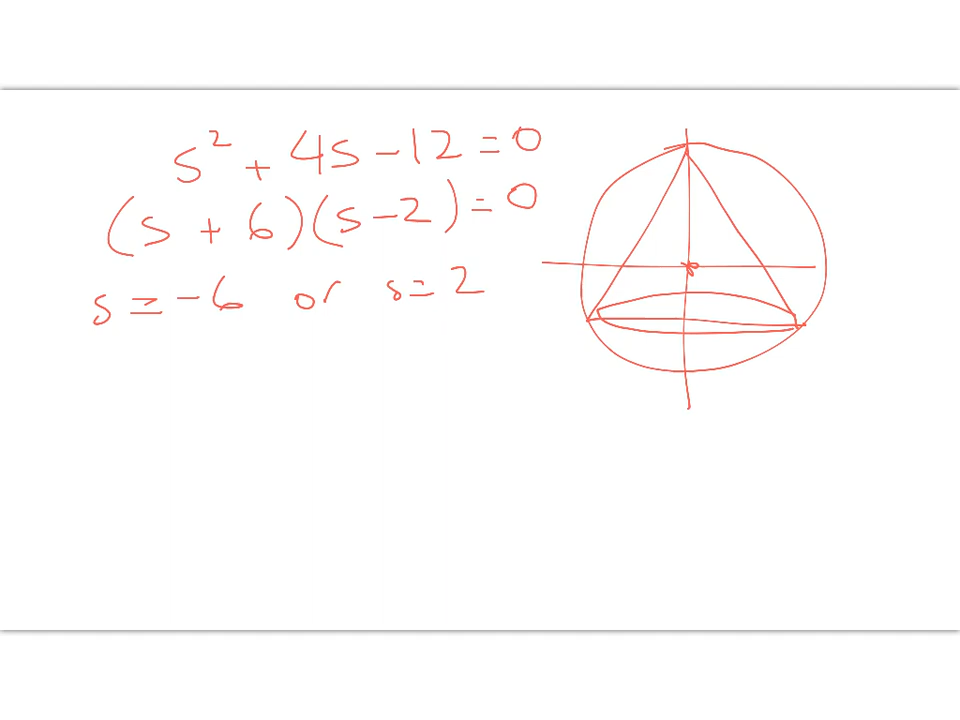 s² + 4s - 12 = 0
(s + 6)(s - 2) = 0
s = -6 or s = 2